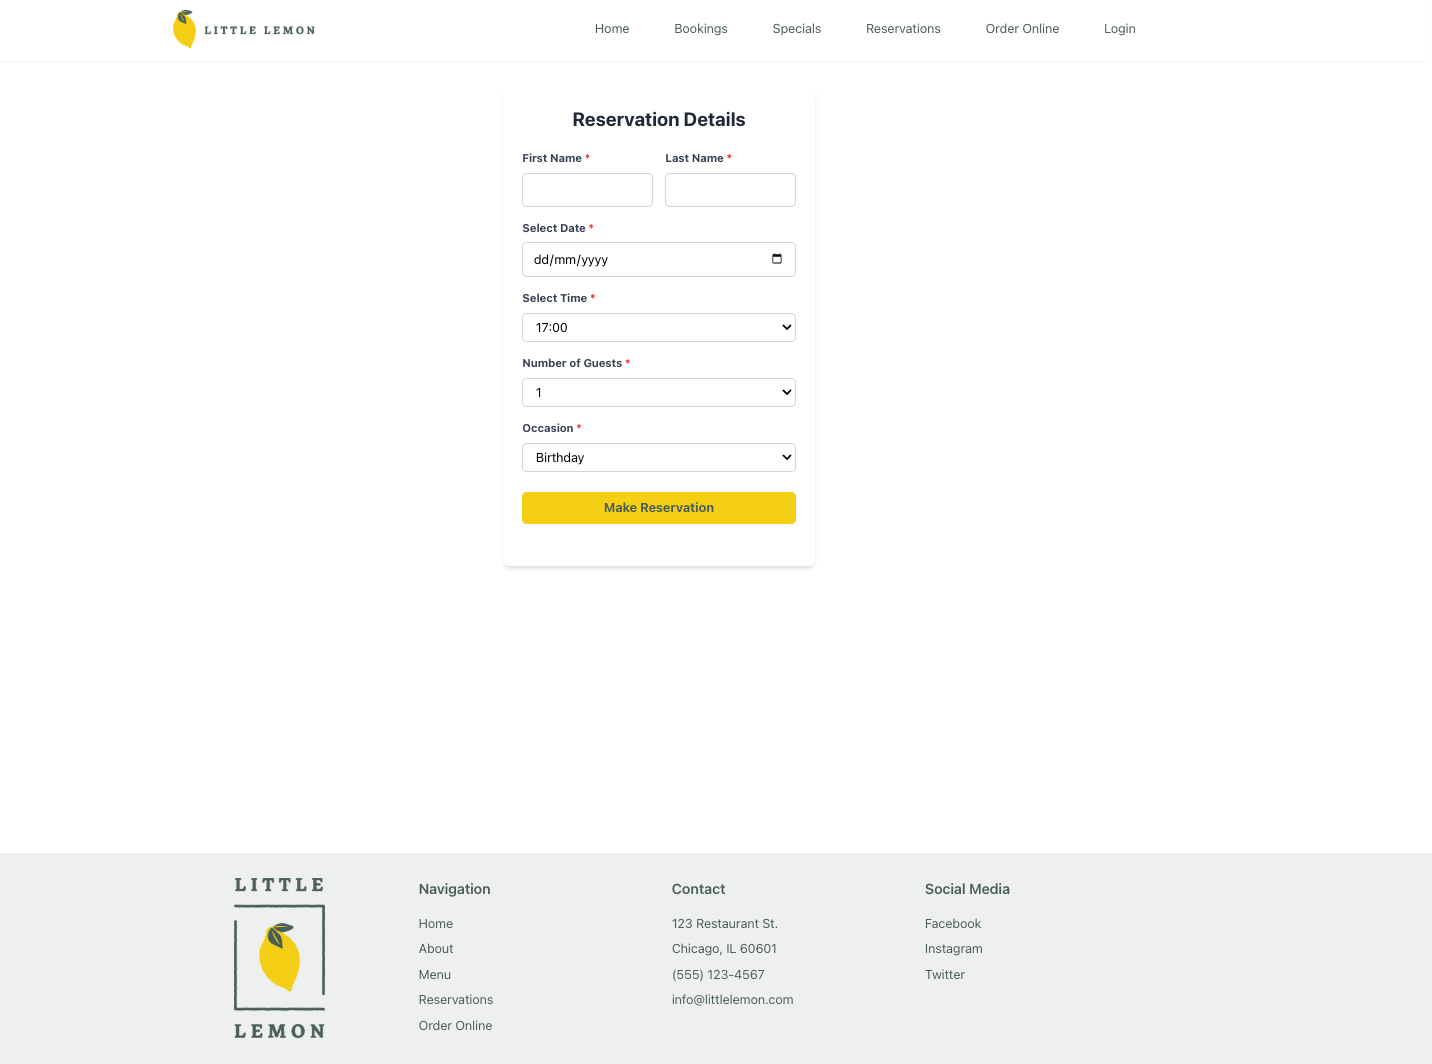 LITTLE LEMON
Home Bookings Specials Reservations Order Online Login
Reservation Details
First Name * Last Name *
Select Date *
dd/mm/yyyy
Select Time *
17:00
Number of Guests *
1
Occasion *
Birthday
Make Reservation
LITTLE
LEMON
Navigation
Home
About
Menu
Reservations
Order Online
Contact
123 Restaurant St.
Chicago, IL 60601
(555) 123-4567
info@littlelemon.com
Social Media
Facebook
Instagram
Twitter